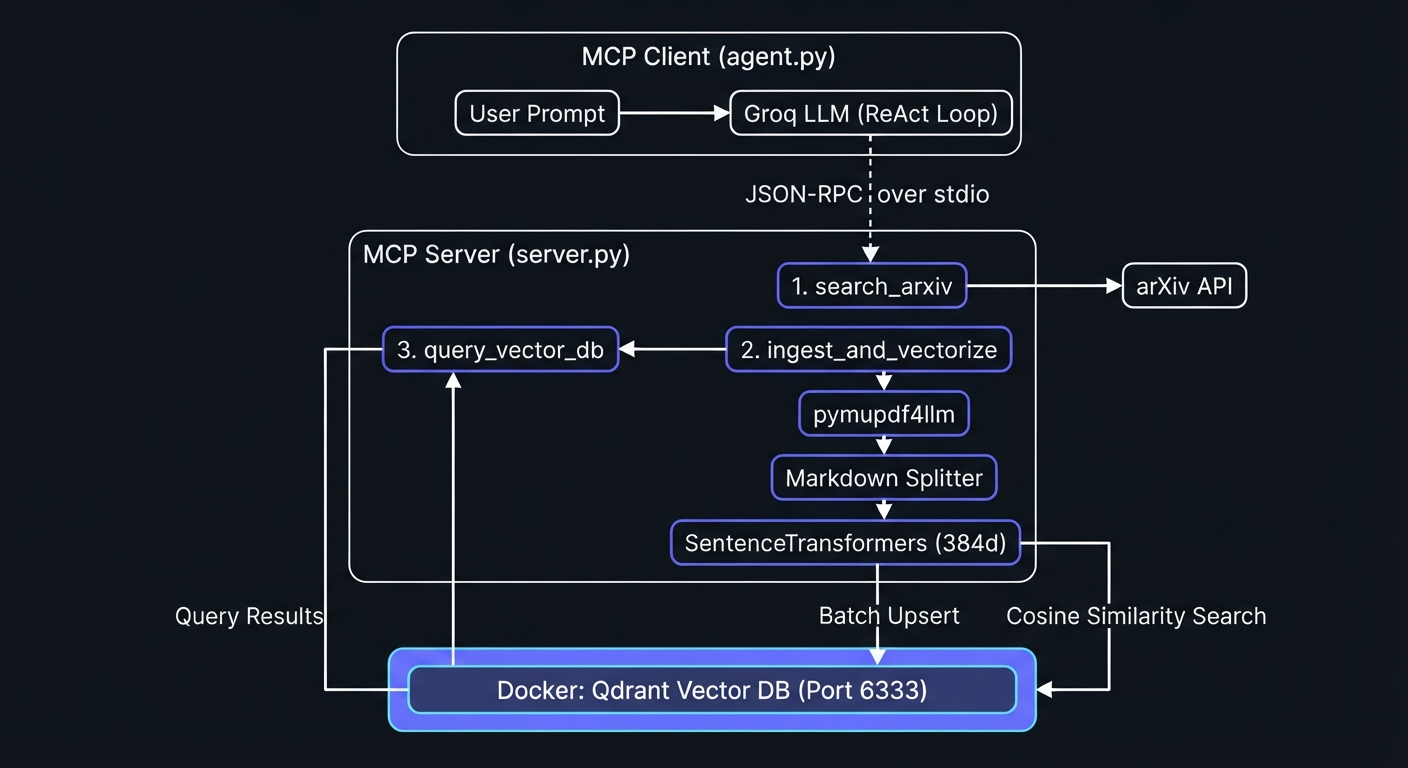 MCP Client (agent.py)
User Prompt
Groq LLM (ReAct Loop)
JSON-RPC over stdio
MCP Server (server.py)
1. search_arxiv
arXiv API
3. query_vector_db
2. ingest_and_vectorize
pymupdf4llm
Markdown Splitter
SentenceTransformers (384d)
Query Results
Batch Upsert
Cosine Similarity Search
Docker: Qdrant Vector DB (Port 6333)